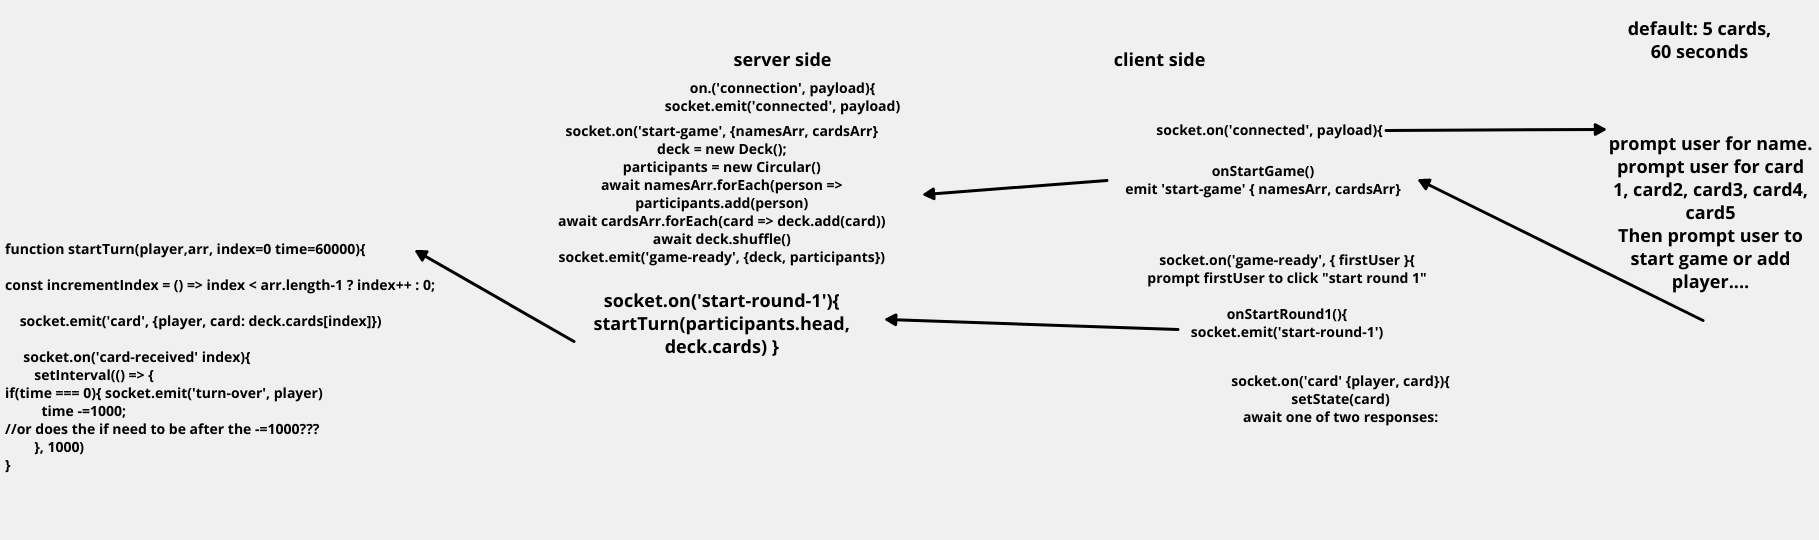 default: 5 cards,
60 seconds
server side
client side
on.('connection', payload){
socket.emit('connected', payload)
socket.on('start-game', {namesArr, cardsArr}
deck = new Deck();
participants = new Circular()
await namesArr.forEach(person =>
participants.add(person)
await cardsArr.forEach(card => deck.add(card))
await deck.shuffle()
socket.emit('game-ready', {deck, participants})
socket.on('start-round-1'){
startTurn(participants.head,
deck.cards) }
function startTurn(player,arr, index=0 time=60000){
const incrementIndex = () => index < arr.length-1 ? index++ : 0;
socket.emit('card', {player, card: deck.cards[index]})
socket.on('card-received' index){
setInterval(() => {
if(time === 0){ socket.emit('turn-over', player)
time -=1000;
//or does the if need to be after the -=1000???
}, 1000)
}
socket.on('connected', payload){
onStartGame()
emit 'start-game' { namesArr, cardsArr}
socket.on('game-ready', { firstUser }{
prompt firstUser to click "start round 1"
onStartRound1(){
socket.emit('start-round-1')
socket.on('card' {player, card}){
setState(card)
await one of two responses:
prompt user for name.
prompt user for card
1, card2, card3, card4,
card5
Then prompt user to
start game or add
player....